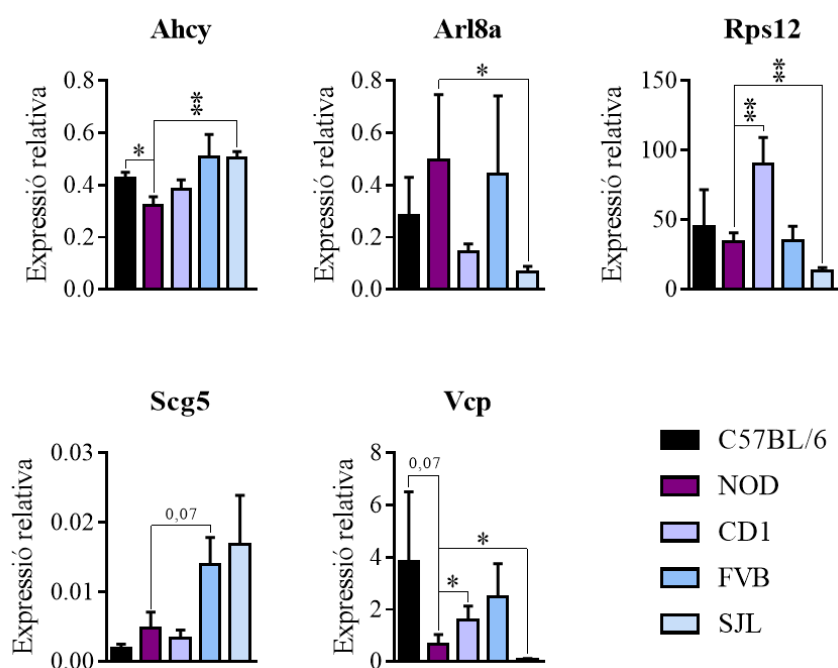 Ahcy
Expressió relativa
0.8
0.6
0.4
0.2
0.0
*
**
Arl8a
Expressió relativa
0.8
0.6
0.4
0.2
0.0
*
Rps12
Expressió relativa
150
100
50
0
**
**
Scg5
Expressió relativa
0.03
0.02
0.01
0.00
0,07
Vcp
Expressió relativa
8
6
4
2
0
0,07
*
*
C57BL/6
NOD
CD1
FVB
SJL